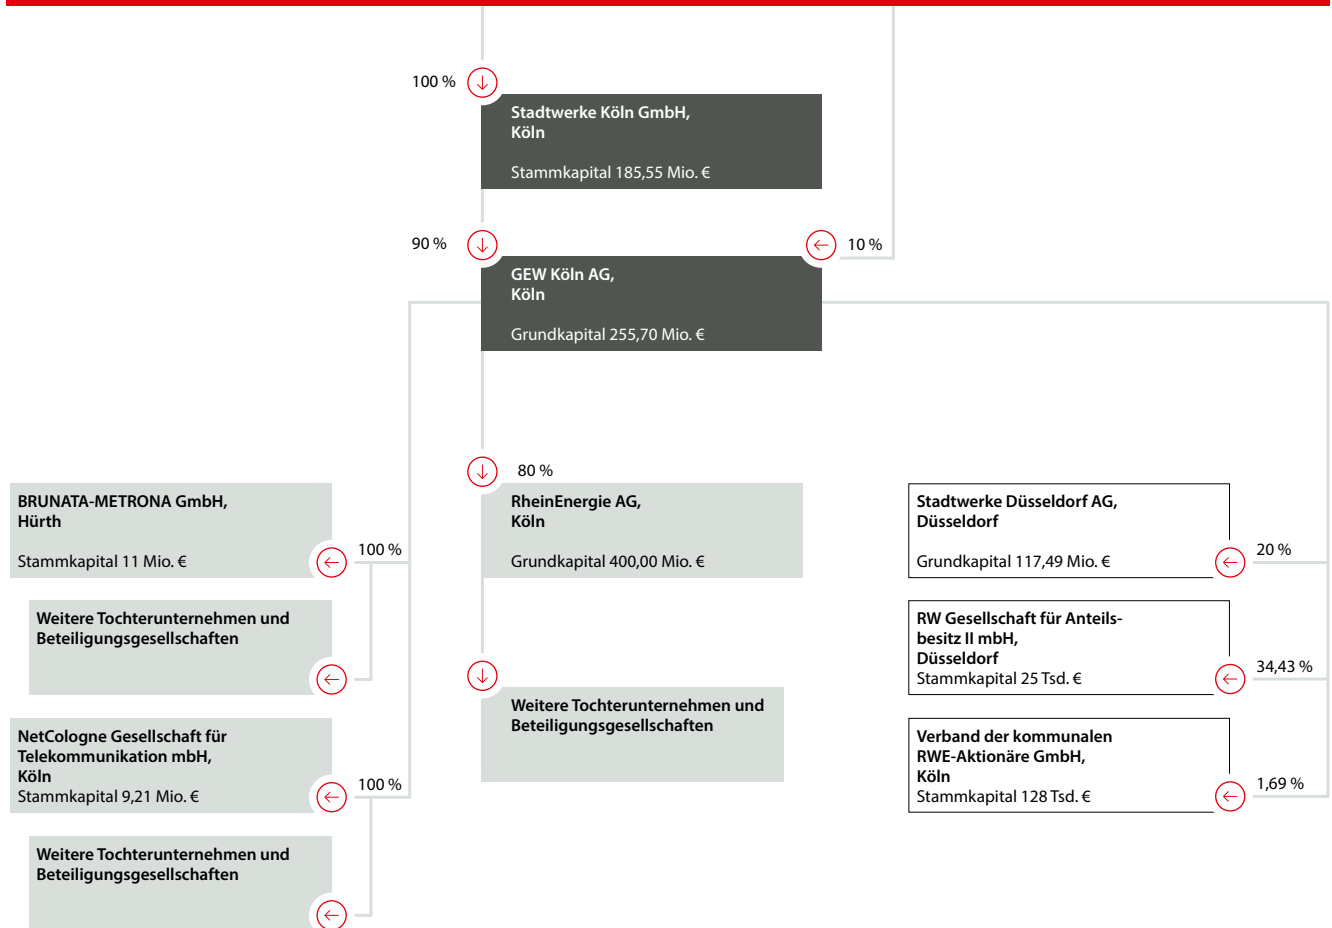 100 %
Stadtwerke Köln GmbH,
Köln
Stammkapital 185,55 Mio. €
90 %
10 %
GEW Köln AG,
Köln
Grundkapital 255,70 Mio. €
80 %
BRUNATA-METRONA GmbH,
Hürth
Stammkapital 11 Mio. €
100 %
Weitere Tochterunternehmen und
Beteiligungsgesellschaften
NetCologne Gesellschaft für
Telekommunikation mbH,
Köln
Stammkapital 9,21 Mio. €
100 %
Weitere Tochterunternehmen und
Beteiligungsgesellschaften
RheinEnergie AG,
Köln
Grundkapital 400,00 Mio. €
Weitere Tochterunternehmen und
Beteiligungsgesellschaften
Stadtwerke Düsseldorf AG,
Düsseldorf
Grundkapital 117,49 Mio. €
20 %
RW Gesellschaft für Anteils-
besitz II mbH,
Düsseldorf
Stammkapital 25 Tsd. €
34,43 %
Verband der kommunalen
RWE-Aktionäre GmbH,
Köln
Stammkapital 128 Tsd. €
1,69 %